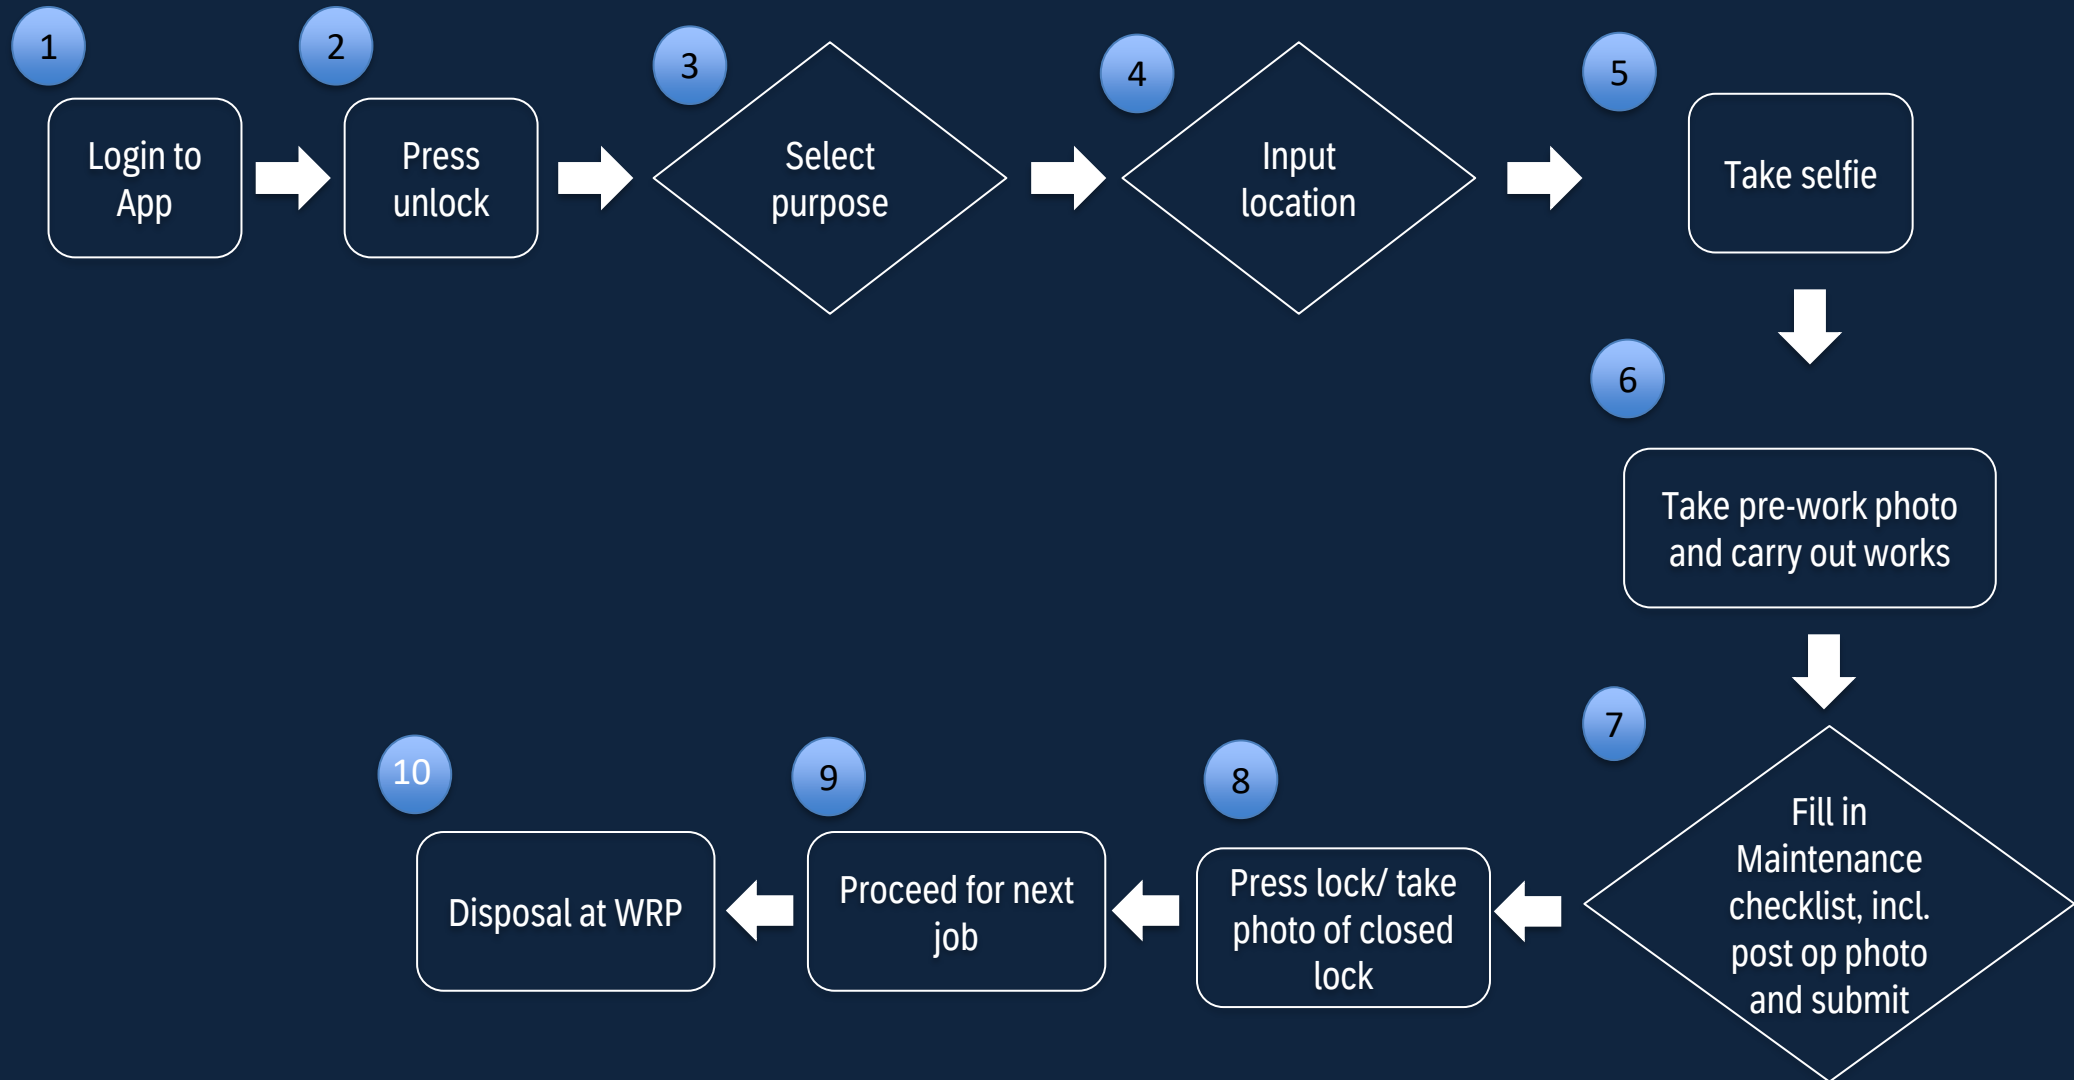 1
Login to
App
2
Press
unlock
3
Select
purpose
4
Input
location
5
Take selfie
6
Take pre-work photo
and carry out works
7
Fill in
Maintenance
checklist, incl.
post op photo
and submit
8
Press lock/ take
photo of closed
lock
9
Proceed for next
job
10
Disposal at WRP